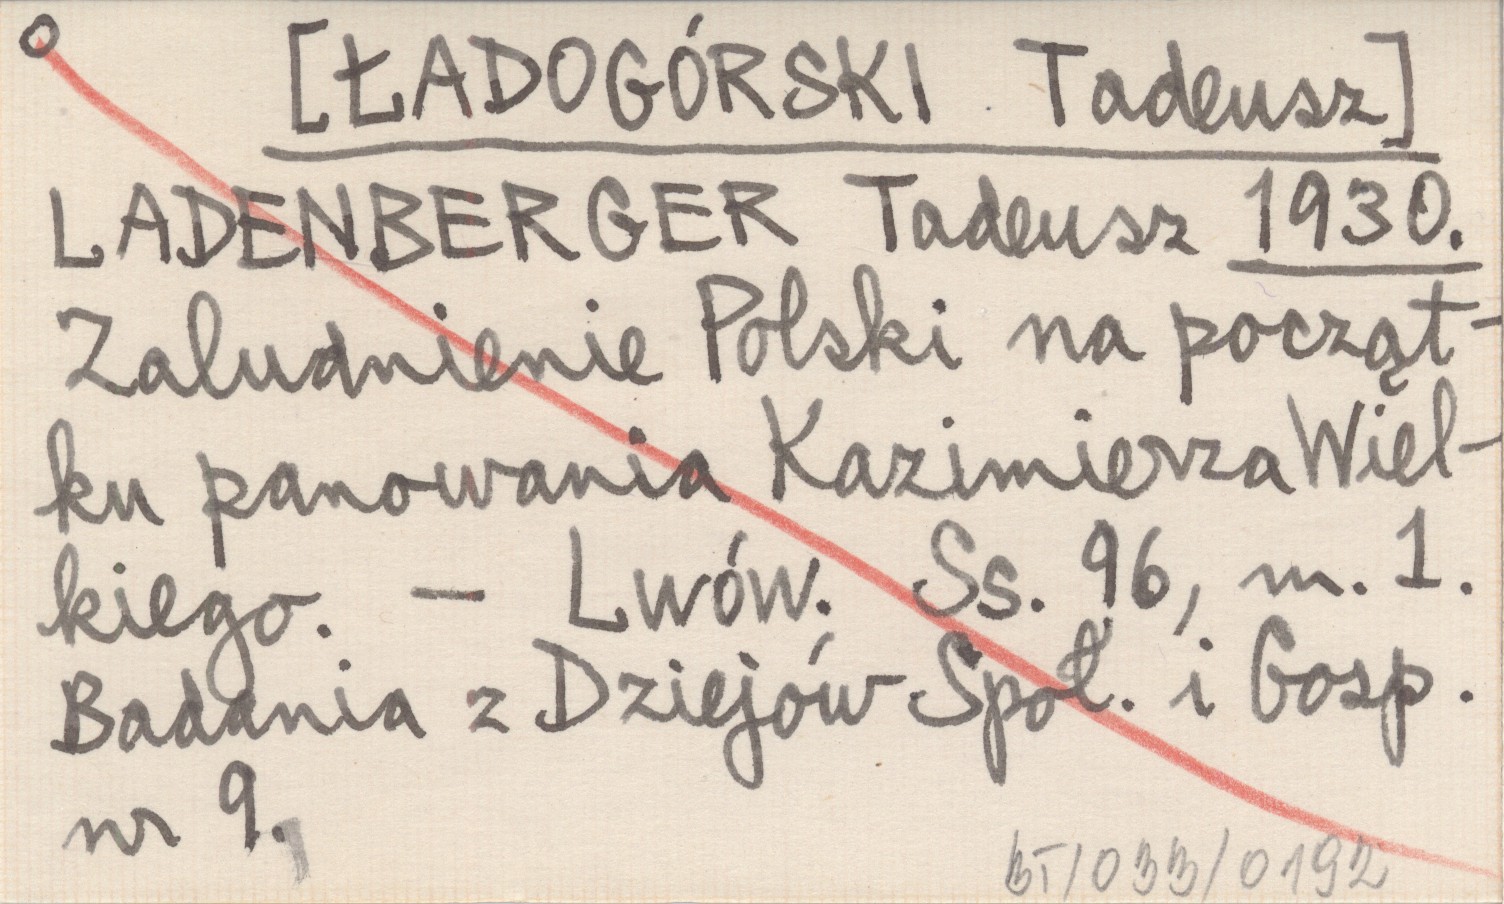 [ŁADOGÓRSKI Tadeusz]
LADENBERGER Tadeusz 1930.
Zaludnienie Polski na począt-
ku panowania Kazimierza Wiel-
kiego. – Lwów. Ss. 96, m. 1.
Badania z Dziejów Społ. i Gosp.
nr 9.
BT/033/0192